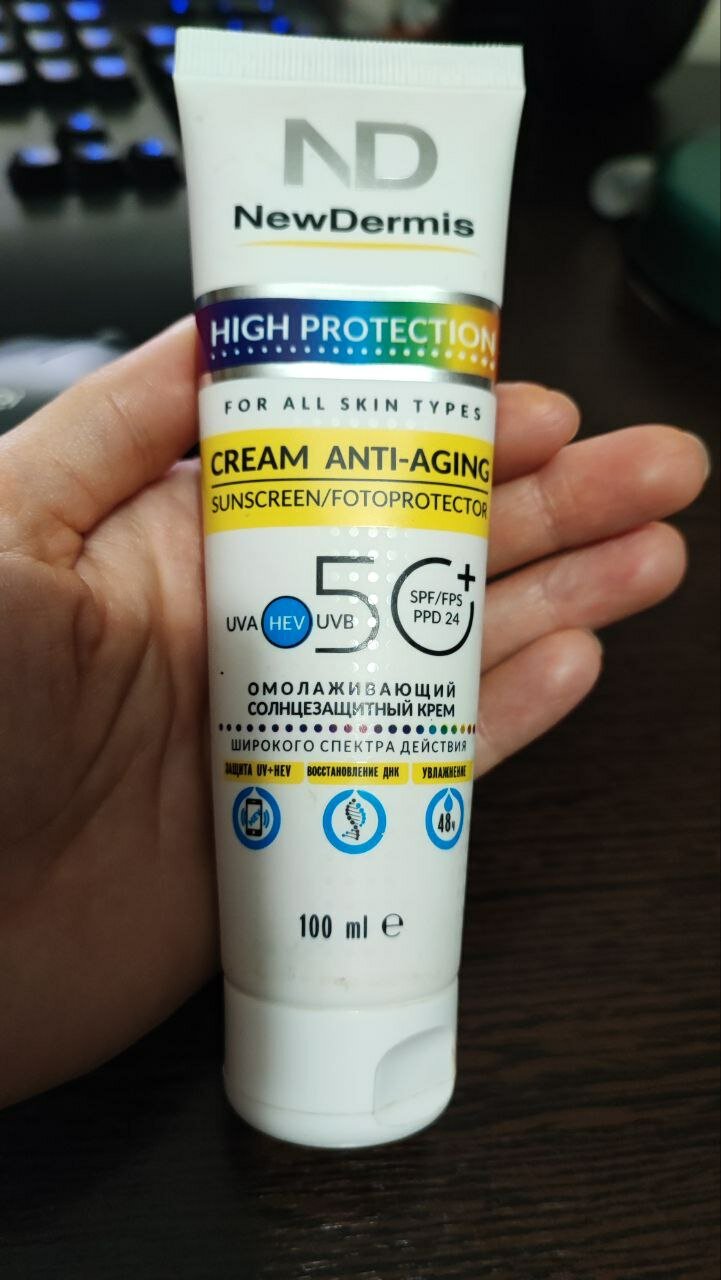 ND
NewDermis
HIGH PROTECTION
FOR ALL SKIN TYPES
CREAM ANTI-AGING
SUNSCREEN/FOTOPROTECTOR
UVA HEV UVB 50+ SPF/FPS
PPD 24
ОМОЛАЖИВАЮЩИЙ
СОЛНЦЕЗАЩИТНЫЙ КРЕМ
ШИРОКОГО СПЕКТРА ДЕЙСТВИЯ
ЗАЩИТА UV+HEV ВОССТАНОВЛЕНИЕ ДНК УВЛАЖНЕНИЕ
48ч
100 ml e